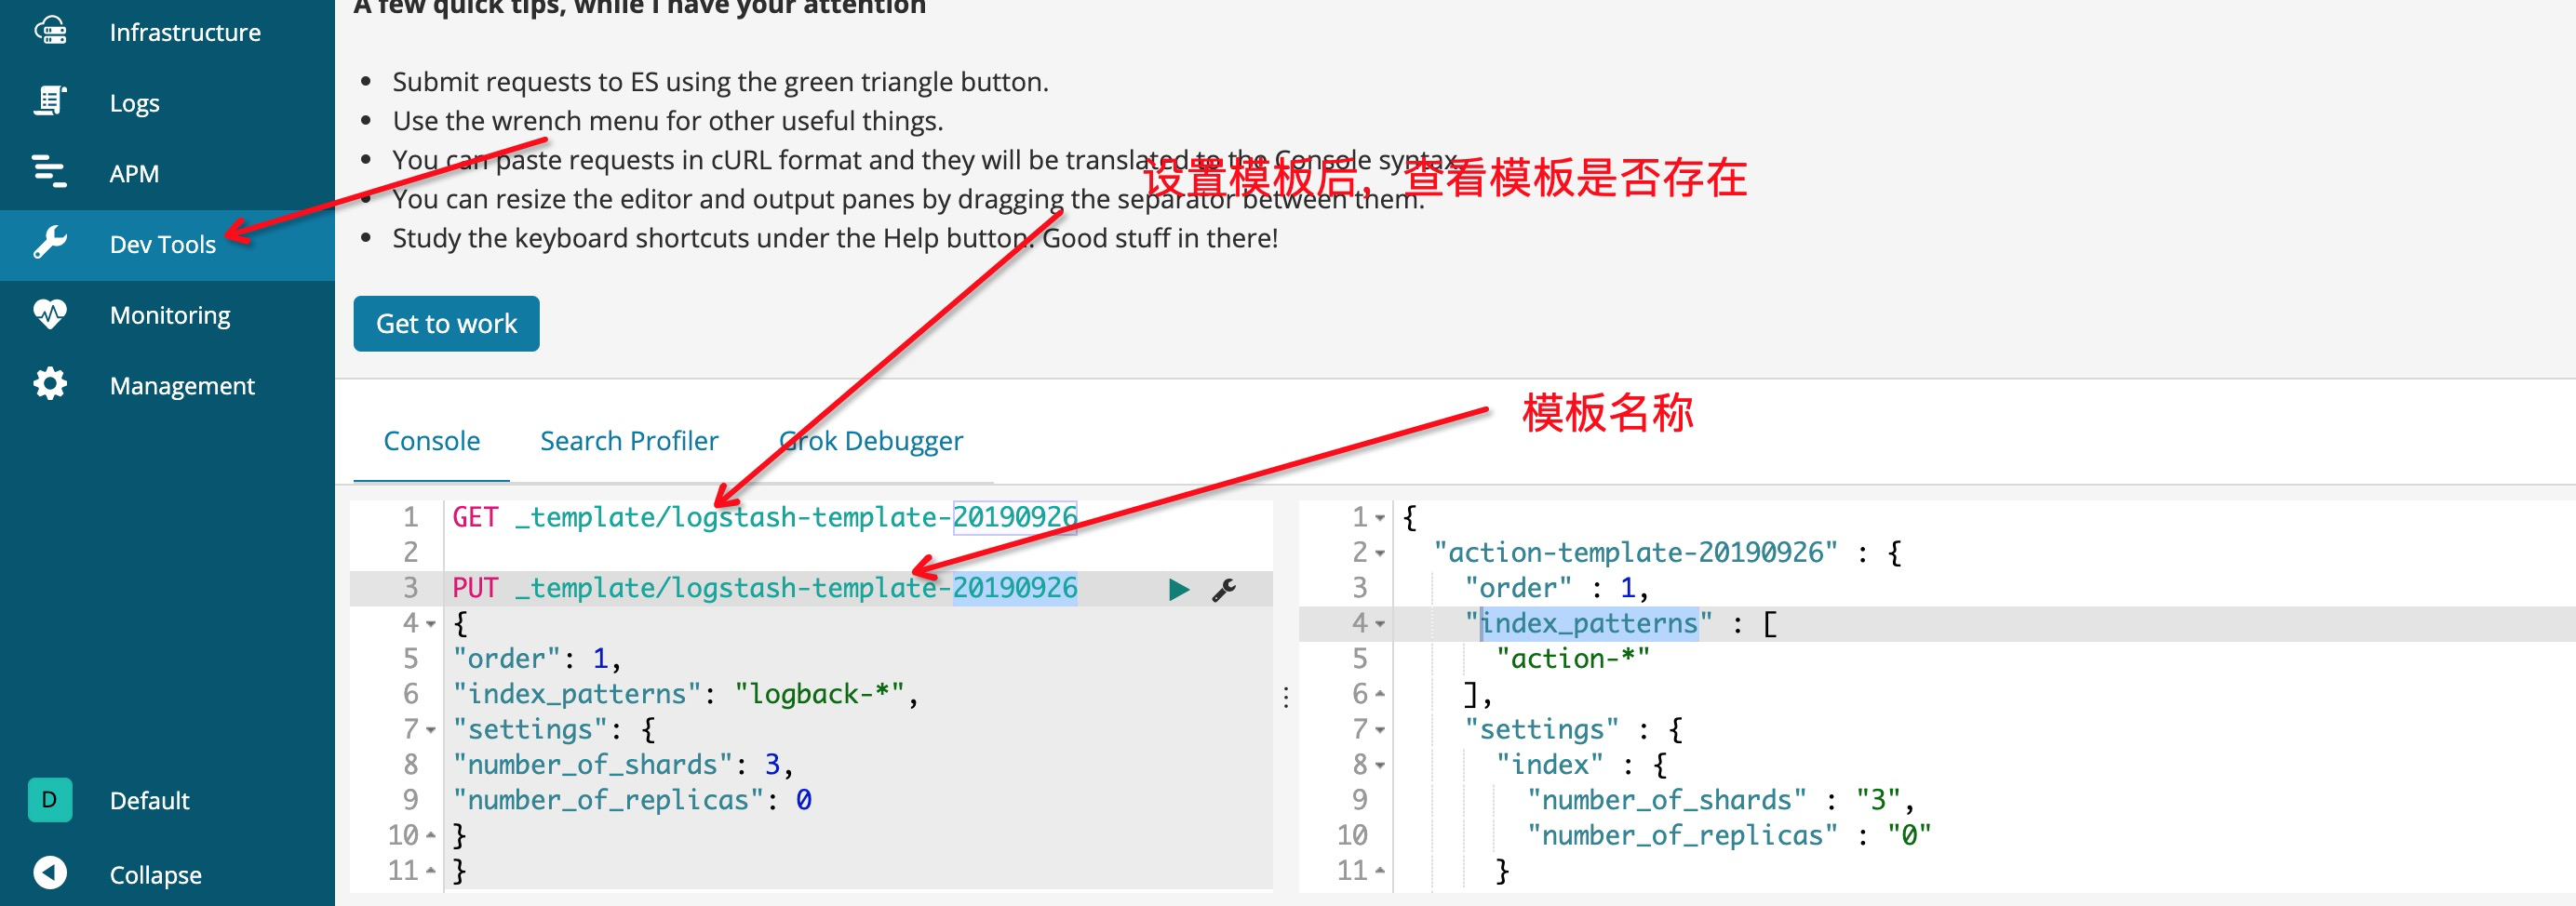 A few quick tips, while I have your attention
Infrastructure
Logs
APM
Dev Tools
Monitoring
Management
Default
D
Collapse
Submit requests to ES using the green triangle button.
Use the wrench menu for other useful things.
You can paste requests in cURL format and they will be translated to the Console syntax.
You can resize the editor and output panes by dragging the separator between them.
Study the keyboard shortcuts under the Help button. Good stuff in there!
设置模板后，查看模板是否存在
Get to work
模板名称
Console Search Profiler Grok Debugger
1 GET _template/logstash-template-20190926
2
3 PUT _template/logstash-template-20190926
4 {
5 "order": 1,
6 "index_patterns": "logback-*",
7 "settings": {
8 "number_of_shards": 3,
9 "number_of_replicas": 0
10 }
11 }
1 {
2 "action-template-20190926" : {
3 "order" : 1,
4 "index_patterns" : [
5 "action-*"
6 ],
7 "settings" : {
8 "index" : {
9 "number_of_shards" : "3",
10 "number_of_replicas" : "0"
11 }